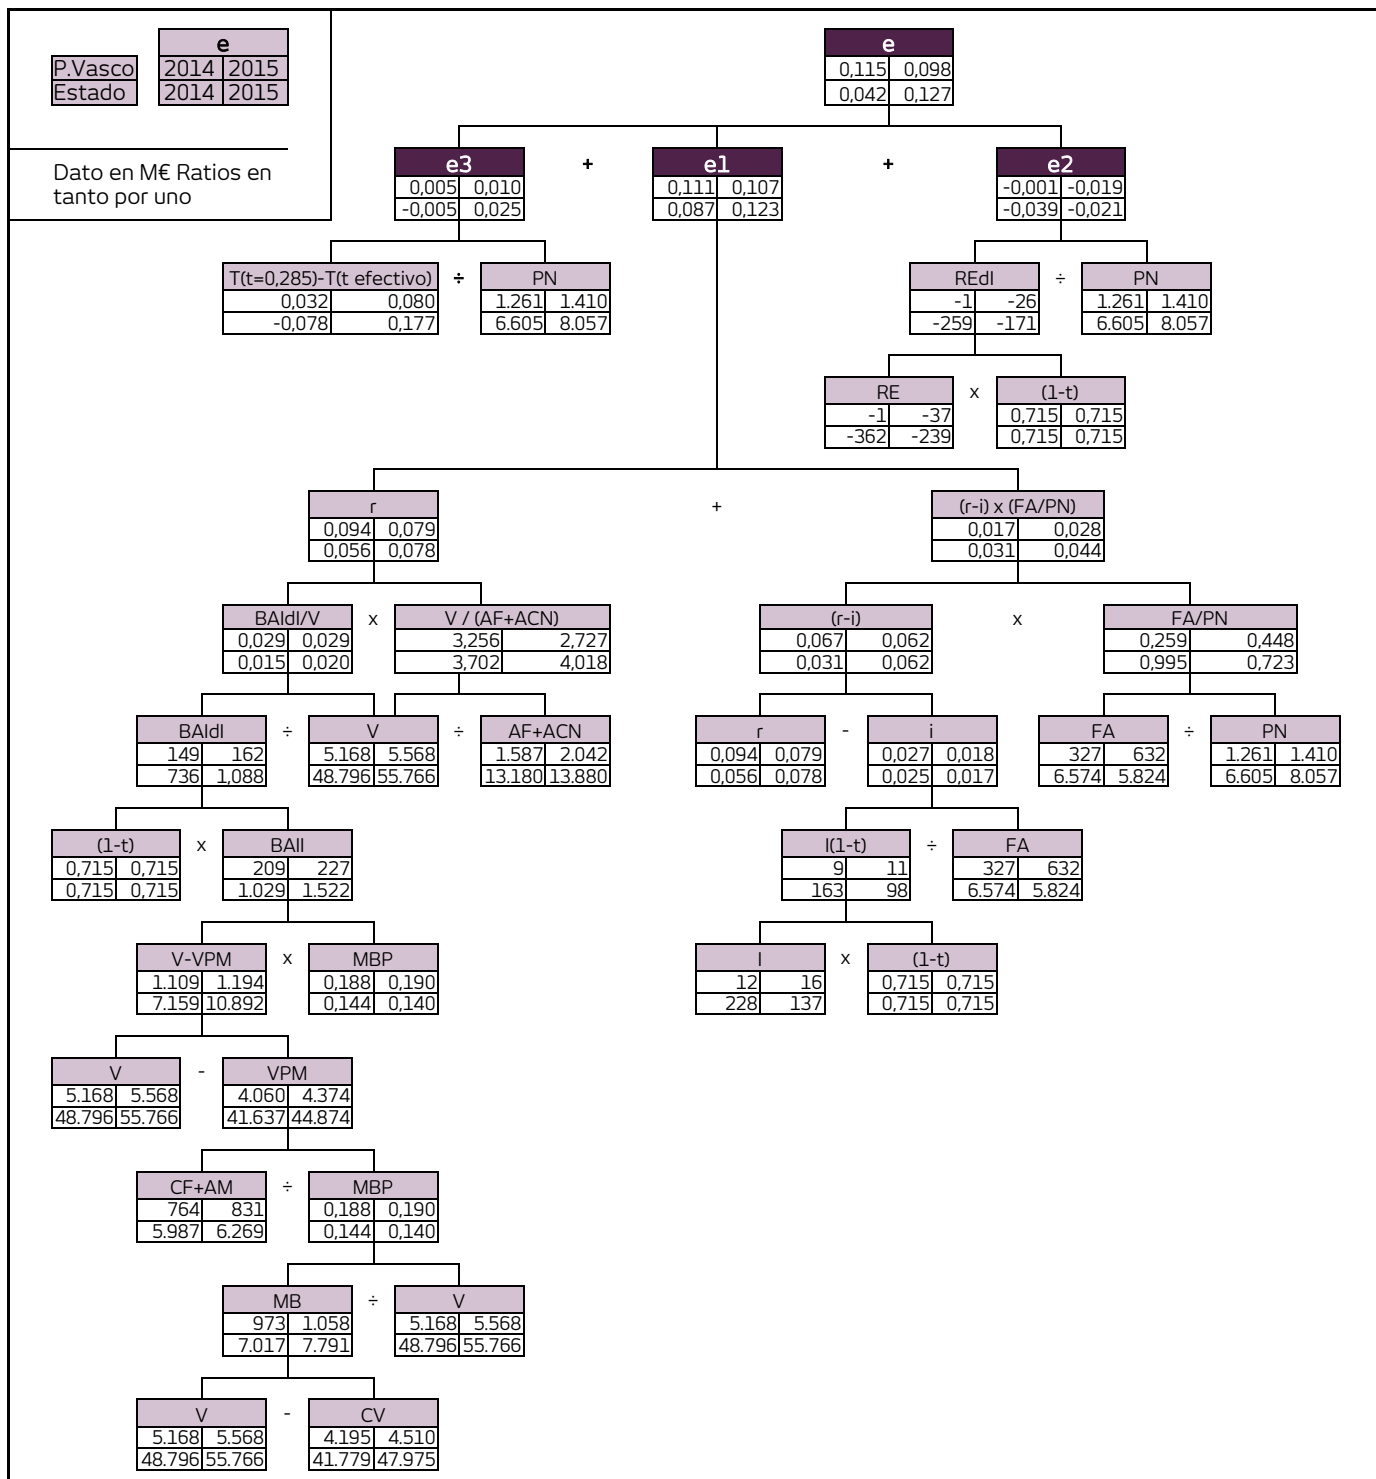 e
P.Vasco 2014 2015
Estado 2014 2015
Dato en M€ Ratios en
tanto por uno
e
0,115 0,098
0,042 0,127
e3 + e1 + e2
0,005 0,010 0,111 0,107 -0,001 -0,019
-0,005 0,025 0,087 0,123 -0,039 -0,021
T(t=0,285)-T(t efectivo) ÷ PN REdI ÷ PN
0,032 0,080 1.261 1.410 -1 -26 1.261 1.410
-0,078 0,177 6.605 8.057 -259 -171 6.605 8.057
RE x (1-t)
-1 -37 0,715 0,715
-362 -239 0,715 0,715
r + (r-i) x (FA/PN)
0,094 0,079 0,017 0,028
0,056 0,078 0,031 0,044
BAIdI/V x V / (AF+ACN) (r-i) x FA/PN
0,029 0,029 3,256 2,727 0,067 0,062 0,259 0,448
0,015 0,020 3,702 4,018 0,031 0,062 0,995 0,723
BAIdI ÷ V ÷ AF+ACN r - i FA ÷ PN
149 162 5.168 5.568 1.587 2.042 0,094 0,079 0,027 0,018 327 632 1.261 1.410
736 1,088 48.796 55.766 13.180 13.880 0,056 0,078 0,025 0,017 6.574 5.824 6.605 8.057
(1-t) x BAII I(1-t) ÷ FA
0,715 0,715 209 227 9 11 327 632
0,715 0,715 1.029 1.522 163 98 6.574 5.824
V-VPM x MBP I x (1-t)
1.109 1.194 0,188 0,190 12 16 0,715 0,715
7.159 10.892 0,144 0,140 228 137 0,715 0,715
V - VPM
5.168 5.568 4.060 4.374
48.796 55.766 41.637 44.874
CF+AM ÷ MBP
764 831 0,188 0,190
5.987 6.269 0,144 0,140
MB ÷ V
973 1.058 5.168 5.568
7.017 7.791 48.796 55.766
V - CV
5.168 5.568 4.195 4.510
48.796 55.766 41.779 47.975